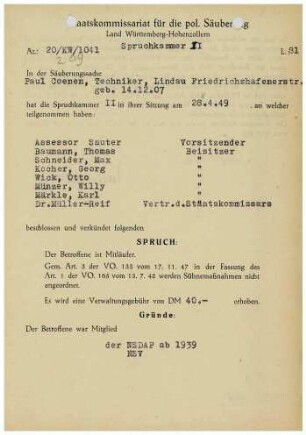 Staatskommissariat für die pol. Säuberung
Land Württemberg-Hohenzollern
Spruchkammer II
Az.: 20/KW/1041 L.91
289
In der Säuberungssache
Paul Coenen, Techniker, Lindau Friedrichshafenerstr.
geb. 14.12.07
hat die Spruchkammer II in ihrer Sitzung am 28.4.49 an welcher
teilgenommen haben:
Assessor Sauter Vorsitzender
Baumann, Thomas Beisitzer
Schneider, Max "
Kocher, Georg "
Wick, Otto "
Münzer, Willy "
Märkle, Karl "
Dr.Müller-Reif Vertr.d.Staatskommissars
beschlossen und verkündet folgenden
SPRUCH:
Der Betroffene ist Mitläufer.
Gem. Art. 3 der VO. 133 vom 17. 11. 47 in der Fassung des
Art. 1 der VO. 166 vom 13. 7. 48 werden Sühnemaßnahmen nicht
angeordnet.
Es wird eine Verwaltungsgebühr von DM 40.- erhoben.
Gründe:
Der Betroffene war Mitglied
der NSDAP ab 1939
NSV